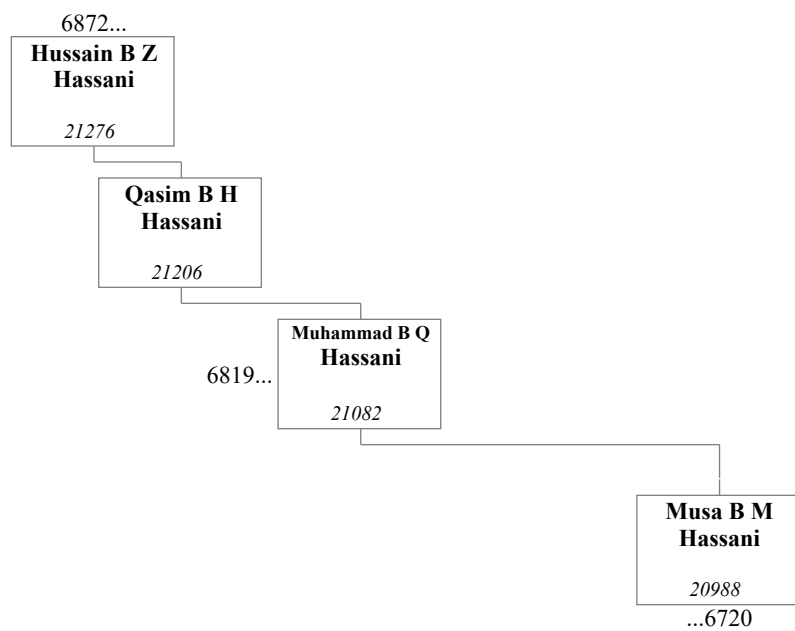 6872...
Hussain B Z
Hassani
21276
Qasim B H
Hassani
21206
Muhammad B Q
Hassani
6819...
21082
Musa B M
Hassani
20988
...6720